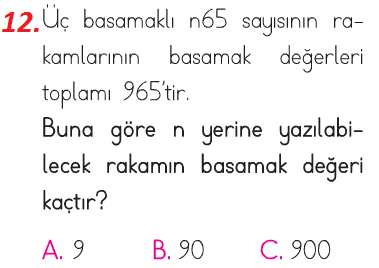 12. Üç basamaklı n65 sayısının ra-
kamlarının basamak değerleri
toplamı 965'tir.
Buna göre n yerine yazılabi-
lecek rakamın basamak değeri
kaçtır?
A. 9 B. 90 C. 900